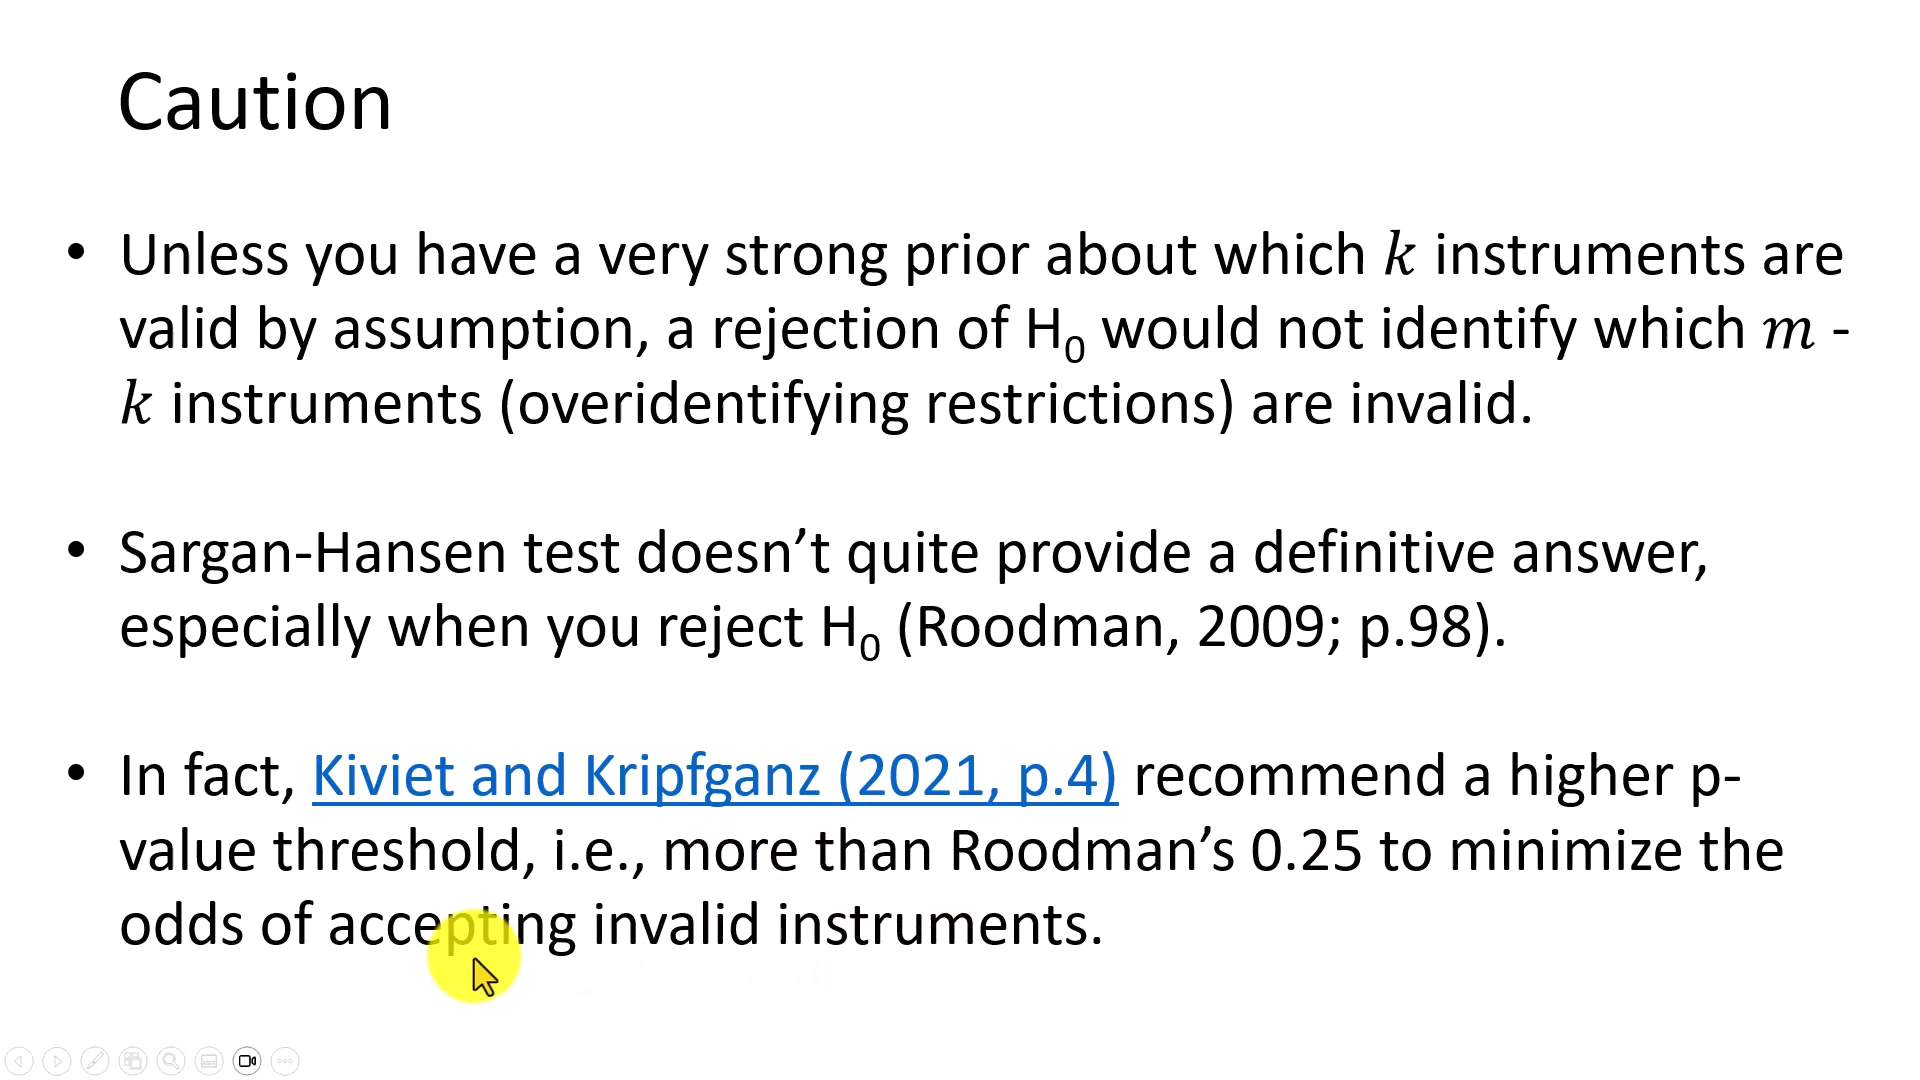 Caution
• Unless you have a very strong prior about which k instruments are
valid by assumption, a rejection of H₀ would not identify which m -
k instruments (overidentifying restrictions) are invalid.
• Sargan-Hansen test doesn’t quite provide a definitive answer,
especially when you reject H₀ (Roodman, 2009; p.98).
• In fact, Kiviet and Kripfganz (2021, p.4) recommend a higher p-
value threshold, i.e., more than Roodman’s 0.25 to minimize the
odds of accepting invalid instruments.